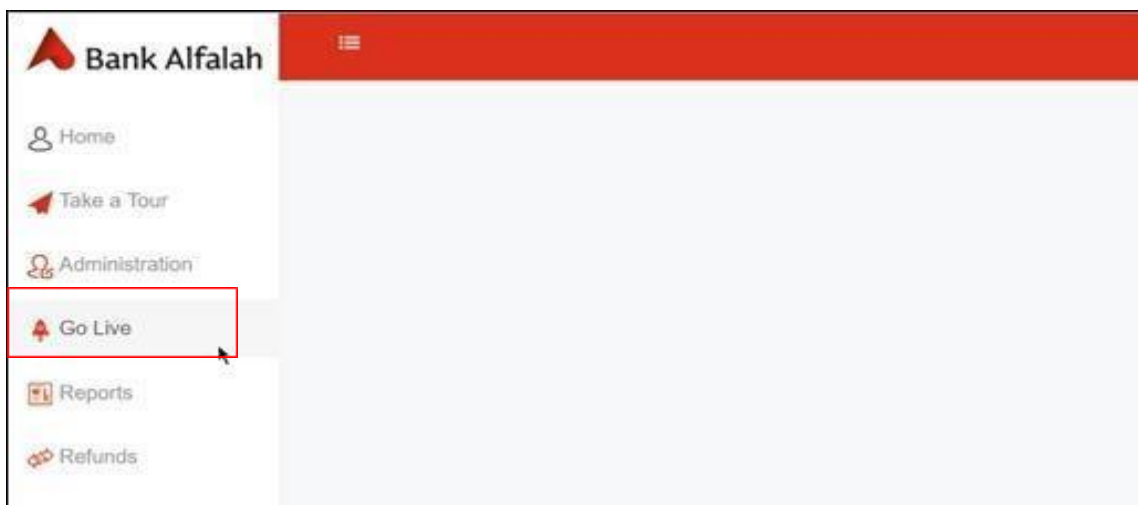 Bank Alfalah
Home
Take a Tour
Administration
Go Live
Reports
Refunds